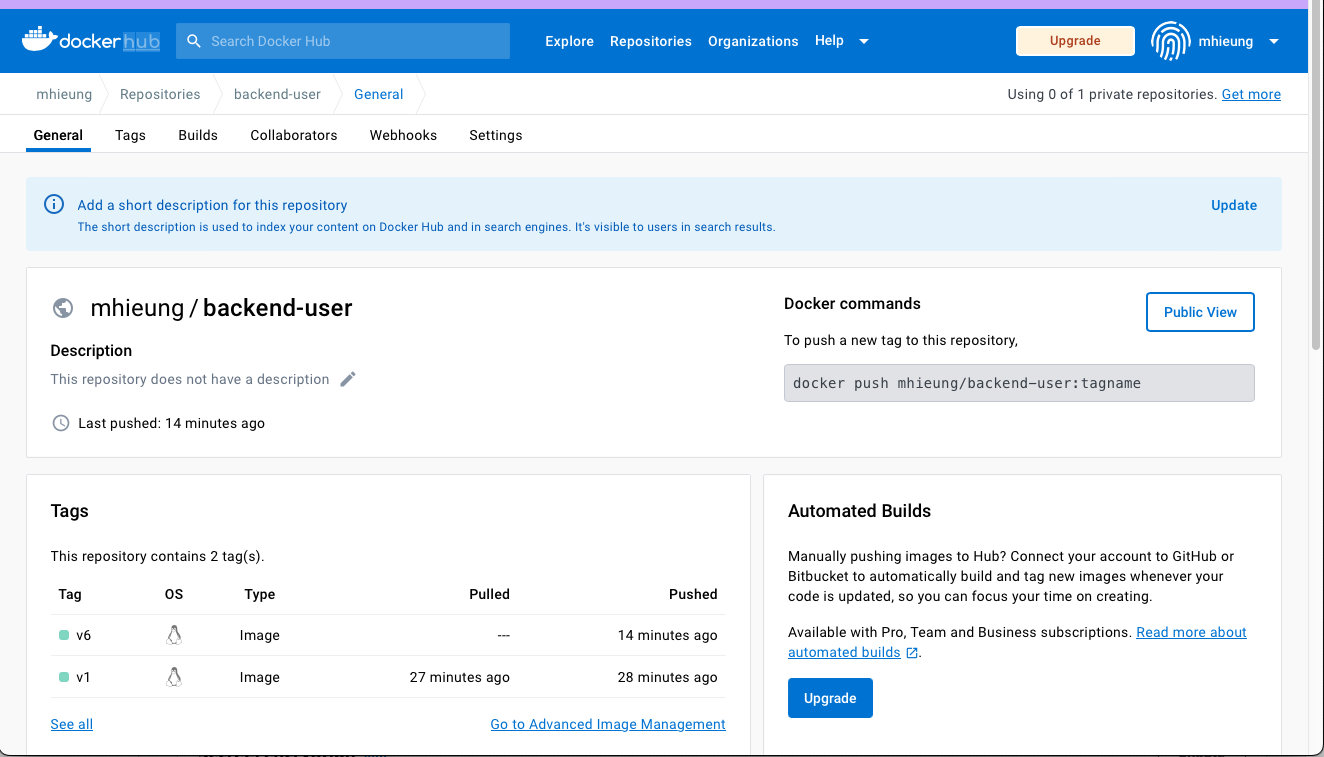 docker hub
Search Docker Hub
Explore Repositories Organizations Help
Upgrade
mhieung
mhieung Repositories backend-user General
Using 0 of 1 private repositories. Get more
General Tags Builds Collaborators Webhooks Settings
Add a short description for this repository
The short description is used to index your content on Docker Hub and in search engines. It's visible to users in search results.
Update
mhieung / backend-user
Description
This repository does not have a description
Last pushed: 14 minutes ago
Docker commands
Public View
To push a new tag to this repository,
docker push mhieung/backend-user:tagname
Tags
This repository contains 2 tag(s).
Tag OS Type Pulled Pushed
v6 Image --- 14 minutes ago
v1 Image 27 minutes ago 28 minutes ago
See all
Go to Advanced Image Management
Automated Builds
Manually pushing images to Hub? Connect your account to GitHub or
Bitbucket to automatically build and tag new images whenever your
code is updated, so you can focus your time on creating.
Available with Pro, Team and Business subscriptions. Read more about
automated builds .
Upgrade